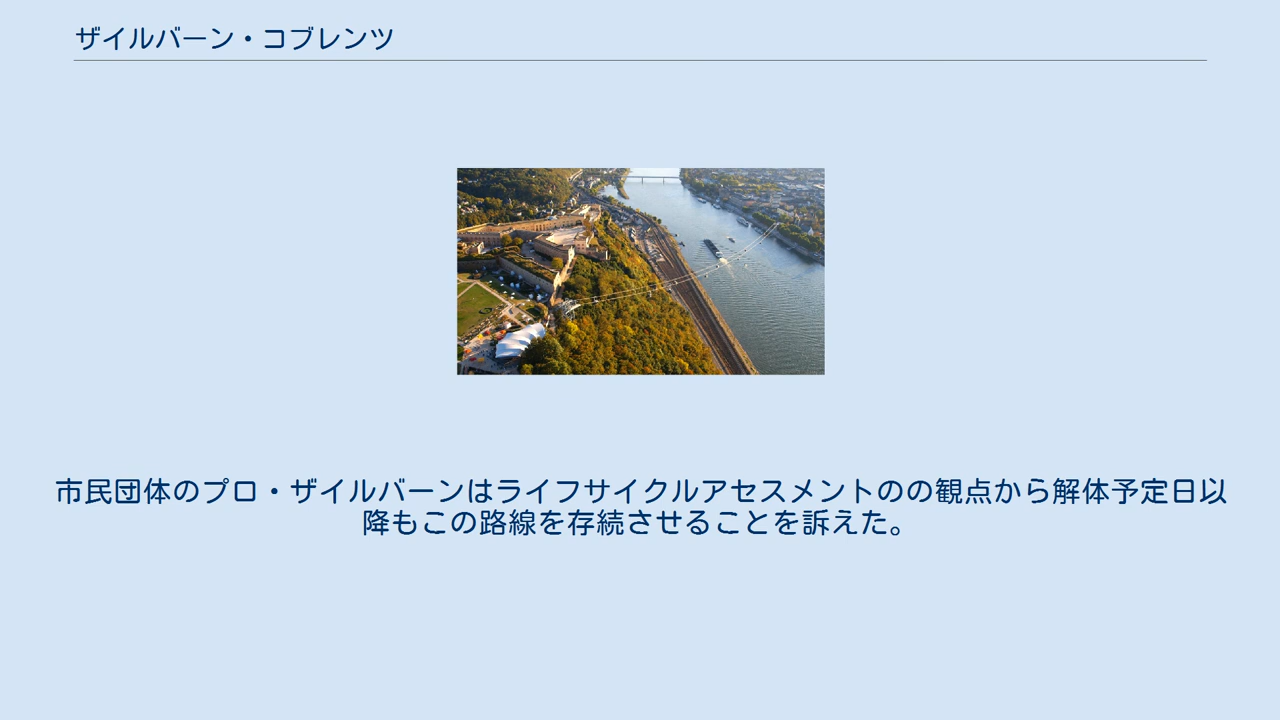 ザイルバーン・コブレンツ
市民団体のプロ・ザイルバーンはライフサイクルアセスメントのの観点から解体予定日以
降もこの路線を存続させることを訴えた。